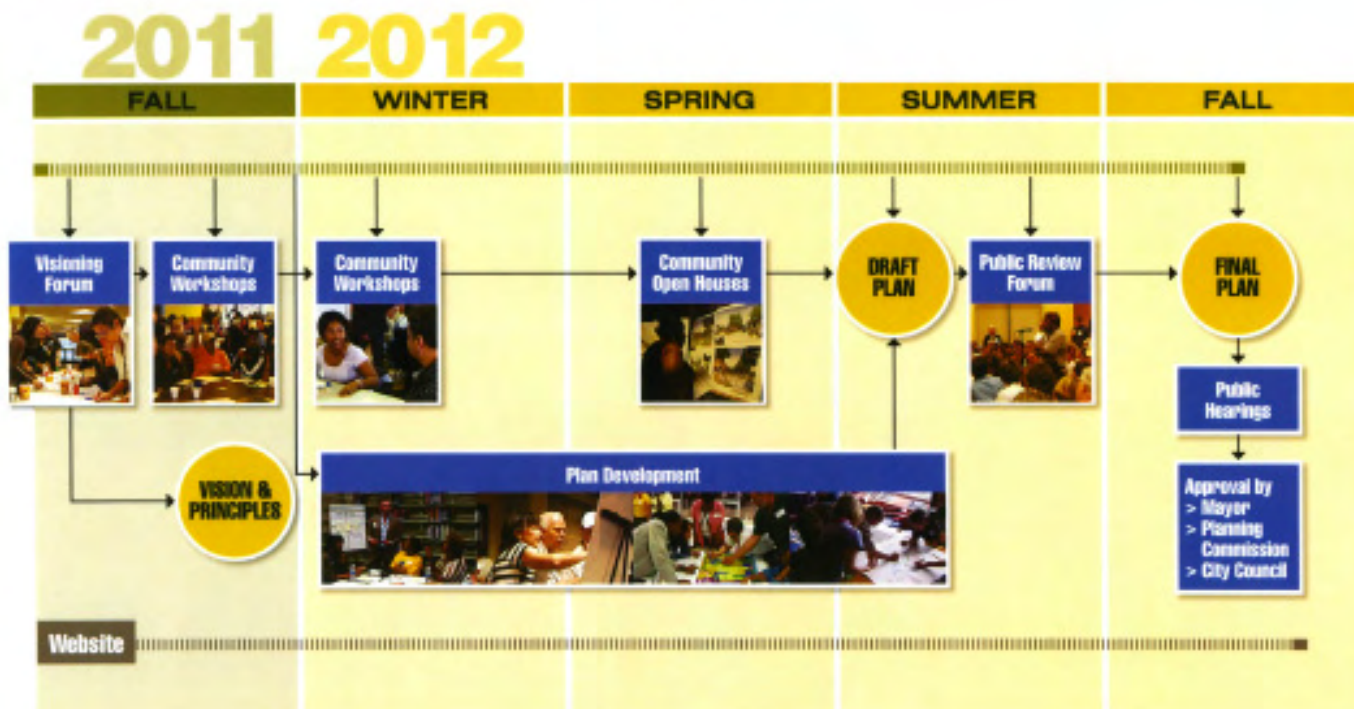 2011 2012
FALL WINTER SPRING SUMMER FALL
Visioning
Forum
Community
Workshops
Community
Workshops
Community
Open Houses
DRAFT
PLAN
Public Review
Forum
FINAL
PLAN
Public
Hearings
VISION &
PRINCIPLES
Plan Development
Approval by
> Mayor
> Planning
Commission
> City Council
Website